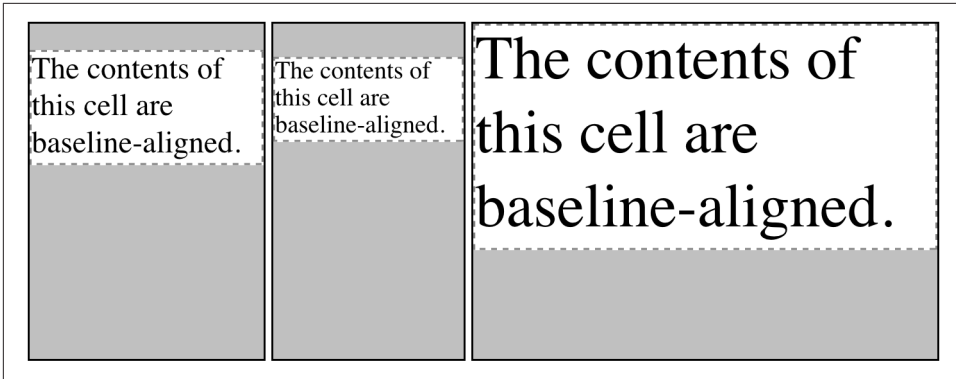 The contents of
this cell are
baseline-aligned.
The contents of
this cell are
baseline-aligned.
The contents of
this cell are
baseline-aligned.